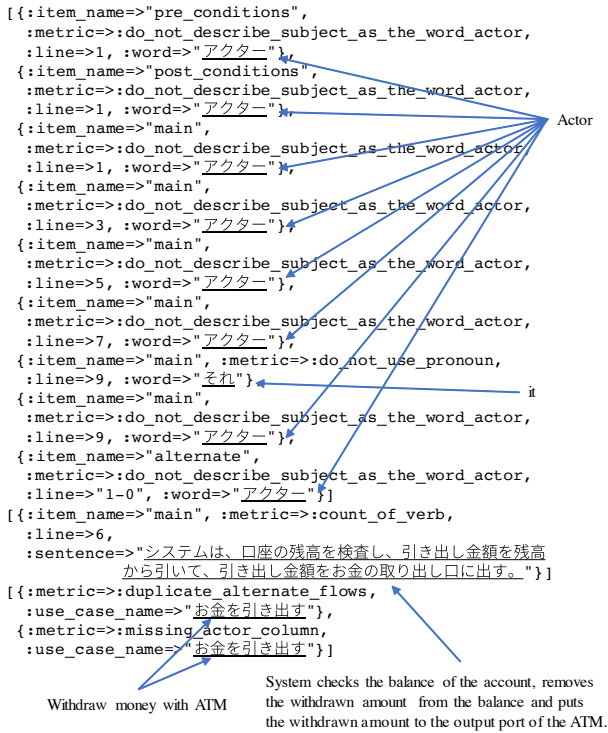 [{:item_name=>"pre_conditions",
:metric=>:do_not_describe_subject_as_the_word_actor,
:line=>1, :word=>"アクター"},
{:item_name=>"post_conditions",
:metric=>:do_not_describe_subject_as_the_word_actor,
:line=>1, :word=>"アクター"},
Actor
{:item_name=>"main",
:metric=>:do_not_describe_subject_as_the_word_actor,
:line=>1, :word=>"アクター"},
{:item_name=>"main",
:metric=>:do_not_describe_subject_as_the_word_actor,
:line=>3, :word=>"アクター"},
{:item_name=>"main",
:metric=>:do_not_describe_subject_as_the_word_actor,
:line=>5, :word=>"アクター"},
{:item_name=>"main",
:metric=>:do_not_describe_subject_as_the_word_actor,
:line=>7, :word=>"アクター"},
{:item_name=>"main", :metric=>:do_not_use_pronoun,
:line=>9, :word=>"それ"},
it
{:item_name=>"main",
:metric=>:do_not_describe_subject_as_the_word_actor,
:line=>9, :word=>"アクター"},
{:item_name=>"alternate",
:metric=>:do_not_describe_subject_as_the_word_actor,
:line=>"1-0", :word=>"アクター"}]
[{:item_name=>"main", :metric=>:count_of_verb,
:line=>6,
:sentence=>"システムは、口座の残高を検査し、引き出し金額を残高
から引いて、引き出し金額をお金の取り出し口に出す。"}]
[{:metric=>:duplicate_alternate_flows,
:use_case_name=>"お金を引き出す"},
{:metric=>:missing_actor_column,
:use_case_name=>"お金を引き出す"}]
Withdraw money with ATM
System checks the balance of the account, removes
the withdrawn amount from the balance and puts
the withdrawn amount to the output port of the ATM.